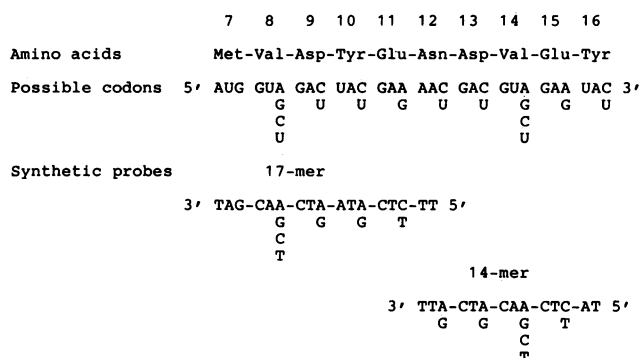 7 8 9 10 11 12 13 14 15 16
Amino acids Met-Val-Asp-Tyr-Glu-Asn-Asp-Val-Glu-Tyr
Possible codons 5' AUG GUA GAC UAC GAA AAC GAC GUA GAA UAC 3'
G U U G U U G G U
C C
U U
Synthetic probes 17-mer
3' TAG-CAA-CTA-ATA-CTC-TT 5'
G G G T
C
T
14-mer
3' TTA-CTA-CAA-CTC-AT 5'
G G G T
C
T